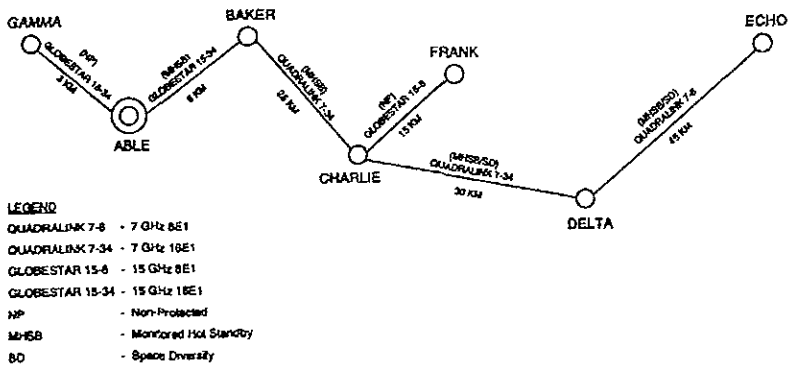 GAMMA
BAKER
ECHO
FRANK
(NP)
GLOBESTAR 15-34
3 KM
(MHSB)
GLOBESTAR 15-34
ABLE
(MHSB)
QUADRALINK 7-34
KM
(NP)
GLOBESTAR 15-8
15 KM
CHARLIE
(MHSB/SD)
QUADRALINK 7-34
30 KM
(MHSB/SD)
QUADRALINK 7-8
45 KM
DELTA
LEGEND
QUADRALINK 7-8 - 7 GHz 8E1
QUADRALINK 7-34 - 7 GHz 16E1
GLOBESTAR 15-8 - 15 GHz 8E1
GLOBESTAR 15-34 - 15 GHz 16E1
NP - Non-Protected
MHSB - Monitored Hot Standby
SD - Space Diversity